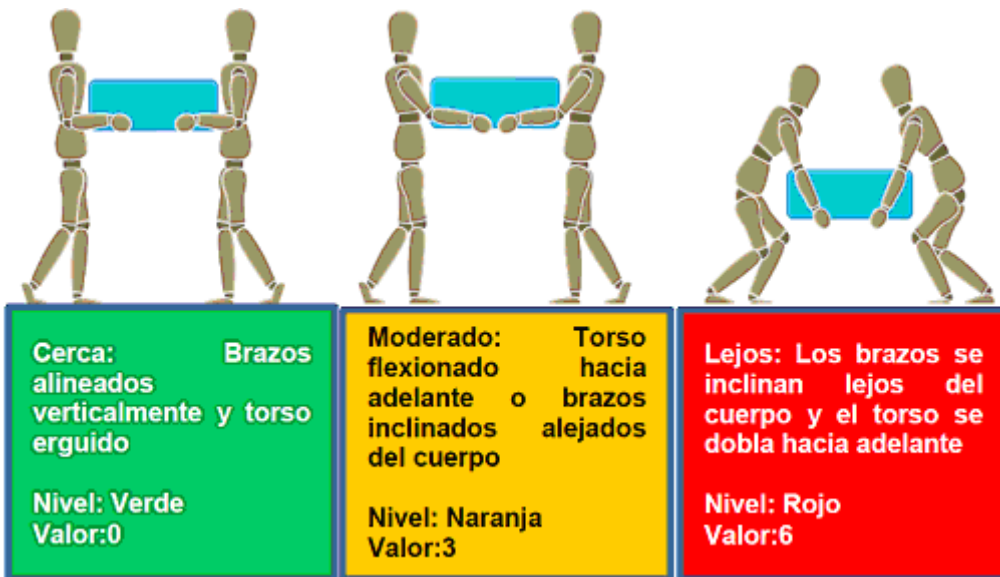 Cerca: Brazos
alineados
verticalmente y torso
erguido
Nivel: Verde
Valor:0
Moderado: Torso
flexionado hacia
adelante o brazos
inclinados alejados
del cuerpo
Nivel: Naranja
Valor:3
Lejos: Los brazos se
inclinan lejos del
cuerpo y el torso se
dobla hacia adelante
Nivel: Rojo
Valor:6